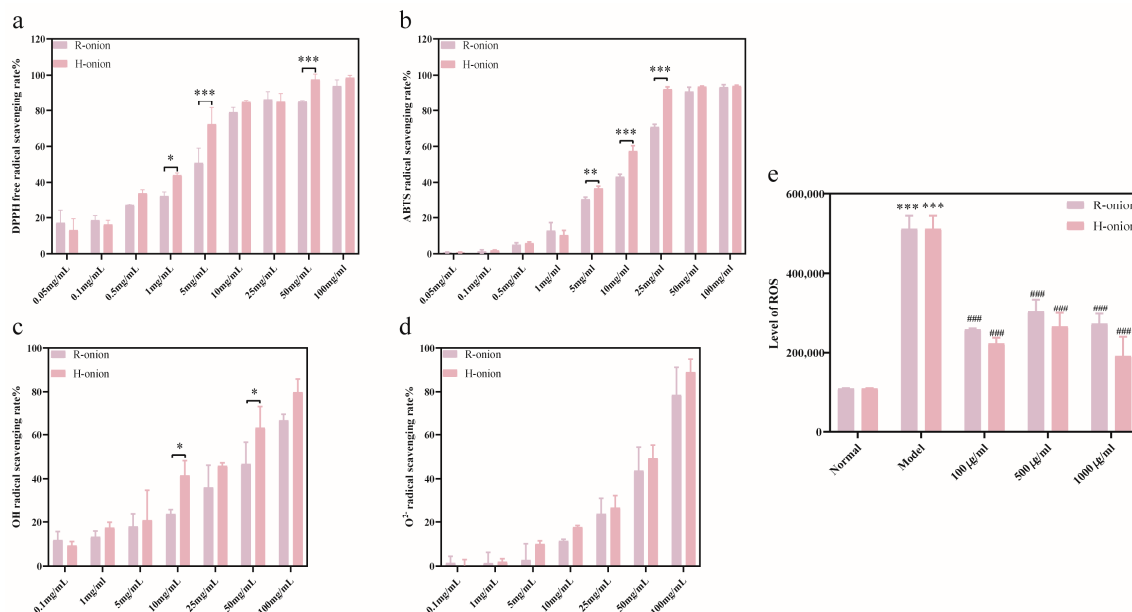 a
DPPH free radical scavenging rate%
120
100
80
60
40
20
0
R-onion
H-onion
*
***
***
0.05mg/mL
0.1mg/mL
0.5mg/mL
1mg/mL
5mg/mL
10mg/mL
25mg/mL
50mg/mL
100mg/ml
b
ABTS radical scavenging rate%
120
100
80
60
40
20
0
R-onion
H-onion
**
***
***
0.05mg/mL
0.1mg/mL
0.5mg/mL
1mg/ml
5mg/ml
10mg/ml
25mg/mL
50mg/ml
100mg/ml
c
OH radical scavenging rate%
100
80
60
40
20
0
R-onion
H-onion
*
*
0.1mg/mL
1mg/ml
5mg/mL
10mg/mL
25mg/mL
50mg/mL
100mg/mL
d
O²⁻ radical scavenging rate%
100
80
60
40
20
0
R-onion
H-onion
0.1mg/mL
1mg/mL
5mg/mL
10mg/mL
25mg/mL
50mg/mL
100mg/mL
e
Level of ROS
600,000
400,000
200,000
0
R-onion
H-onion
*** ***
### ###
### ###
### ###
Normal
Model
100μg/ml
500μg/ml
1000μg/ml